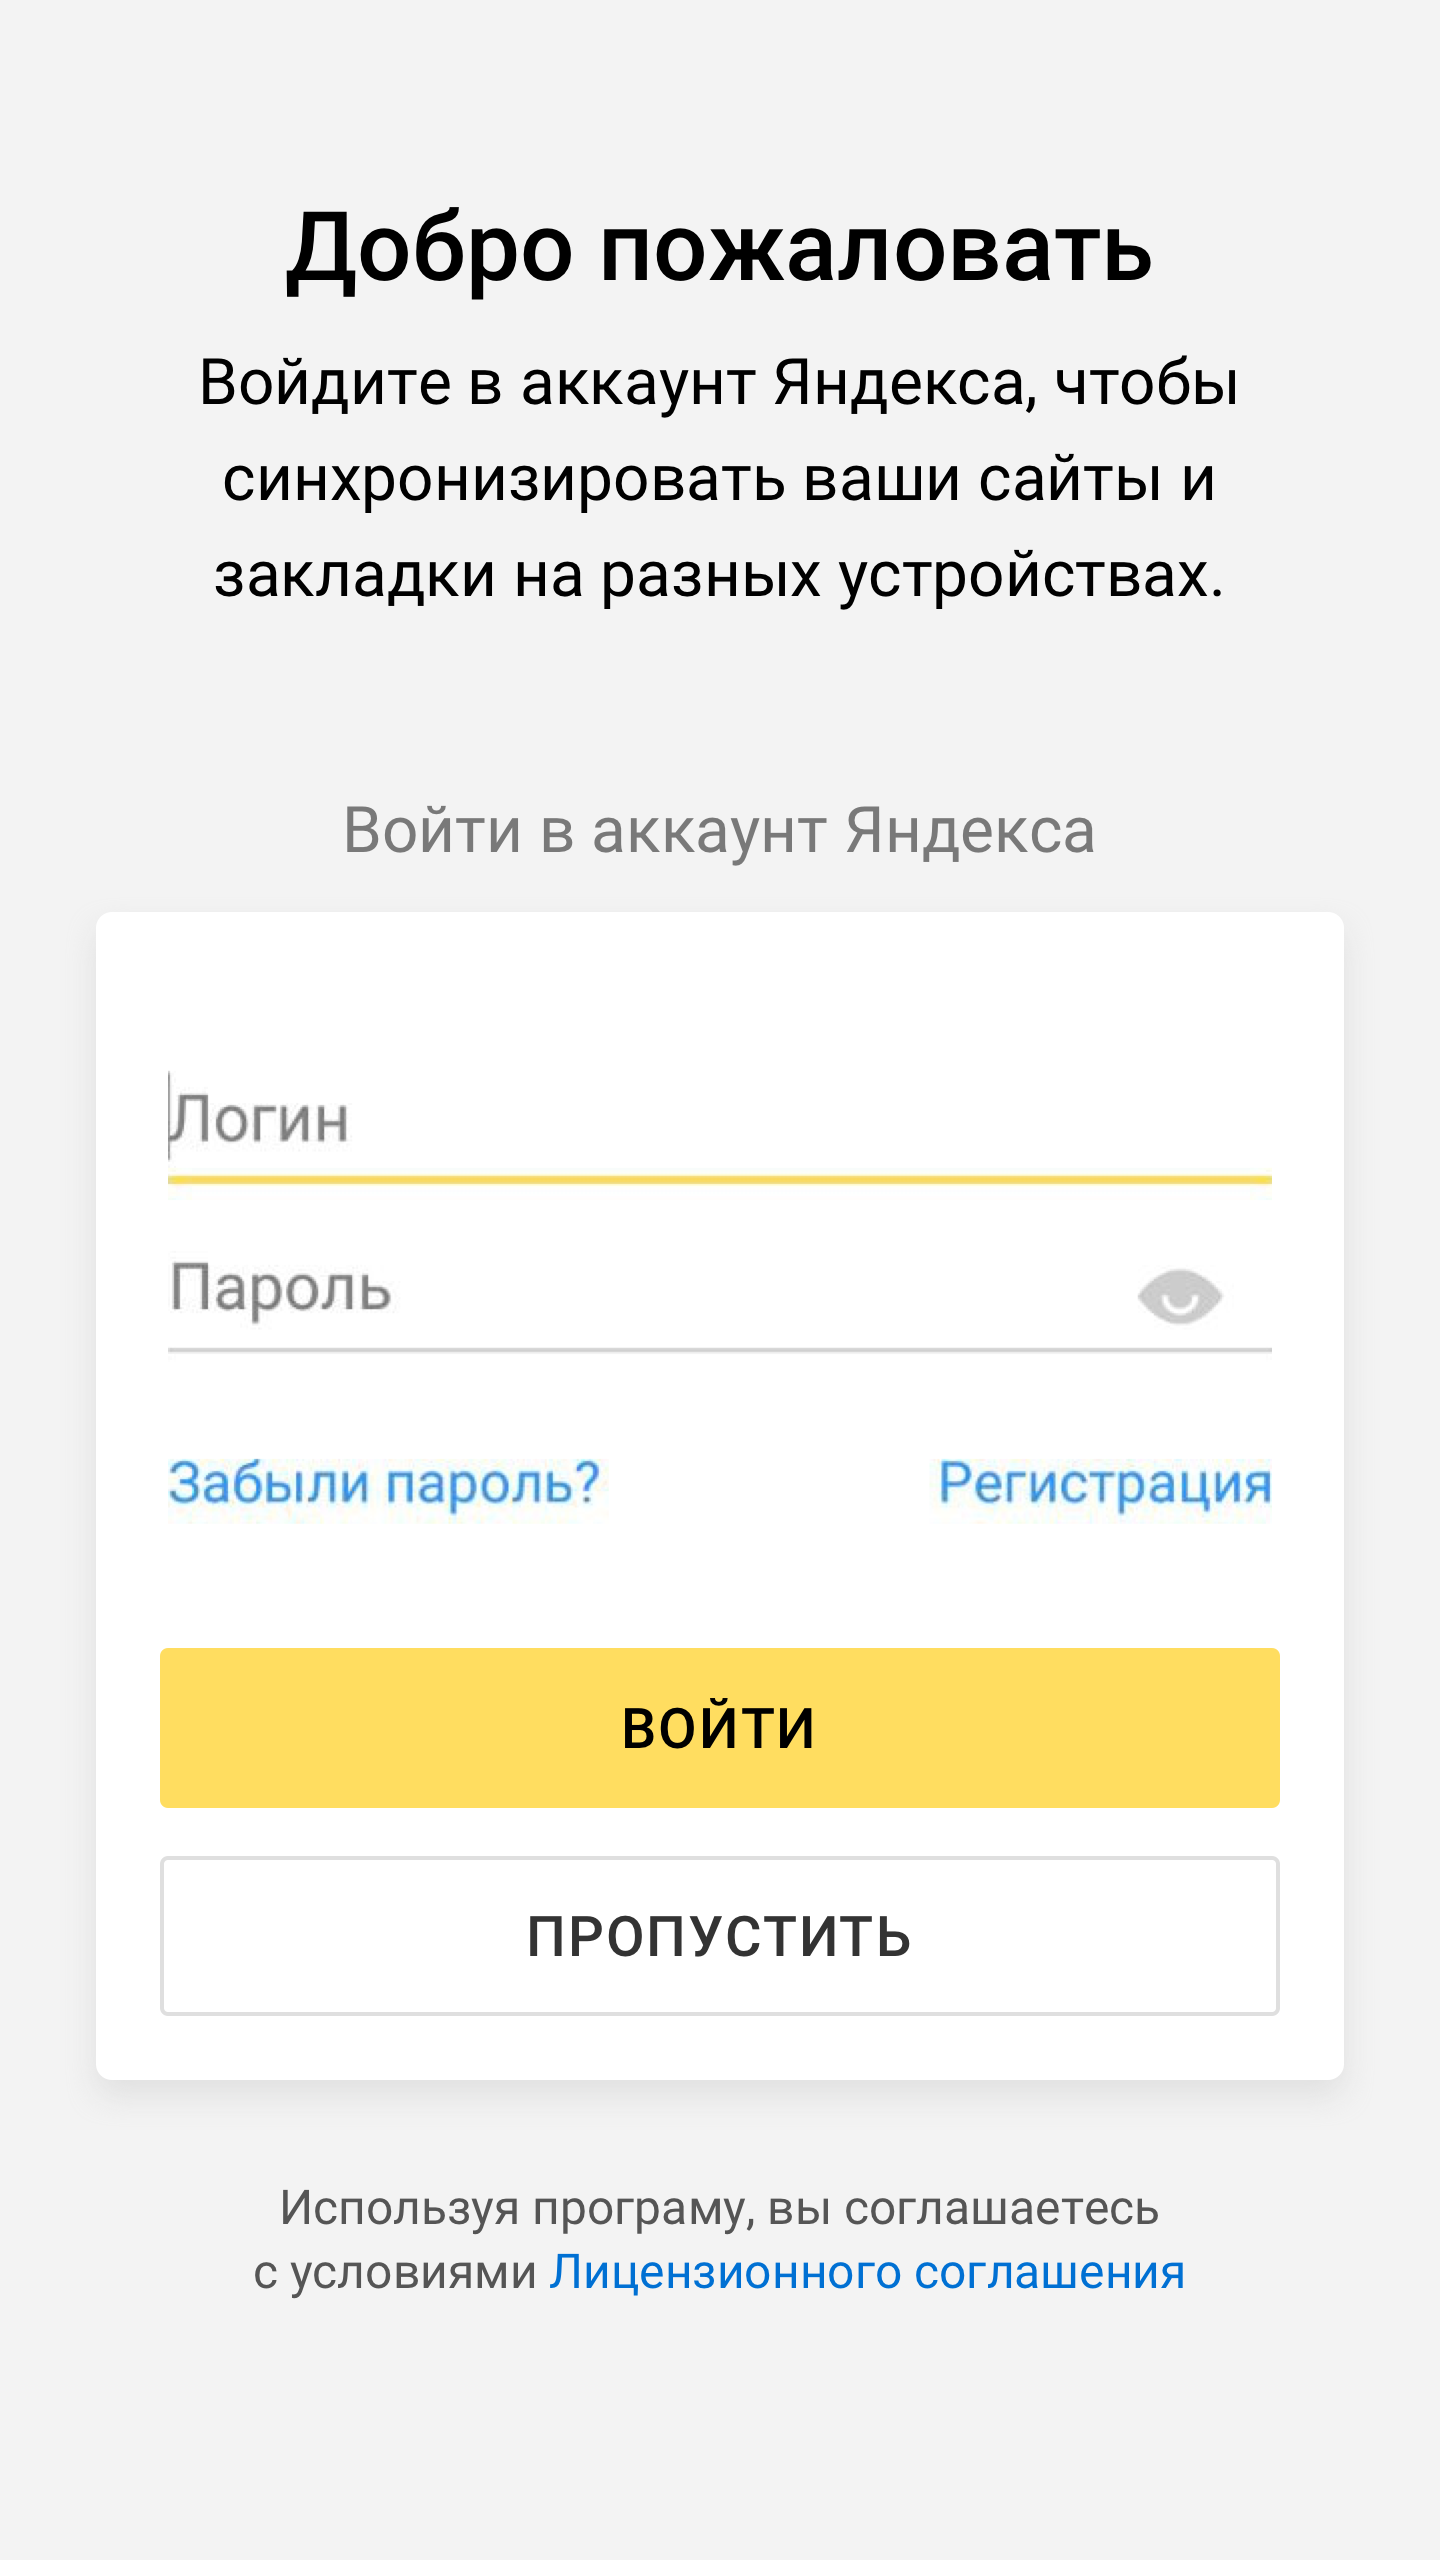 Добро пожаловать
Войдите в аккаунт Яндекса, чтобы
синхронизировать ваши сайты и
закладки на разных устройствах.
Войти в аккаунт Яндекса
Логин
Пароль
Забыли пароль? Регистрация
ВОЙТИ
ПРОПУСТИТЬ
Используя програму, вы соглашаетесь
с условиями Лицензионного соглашения